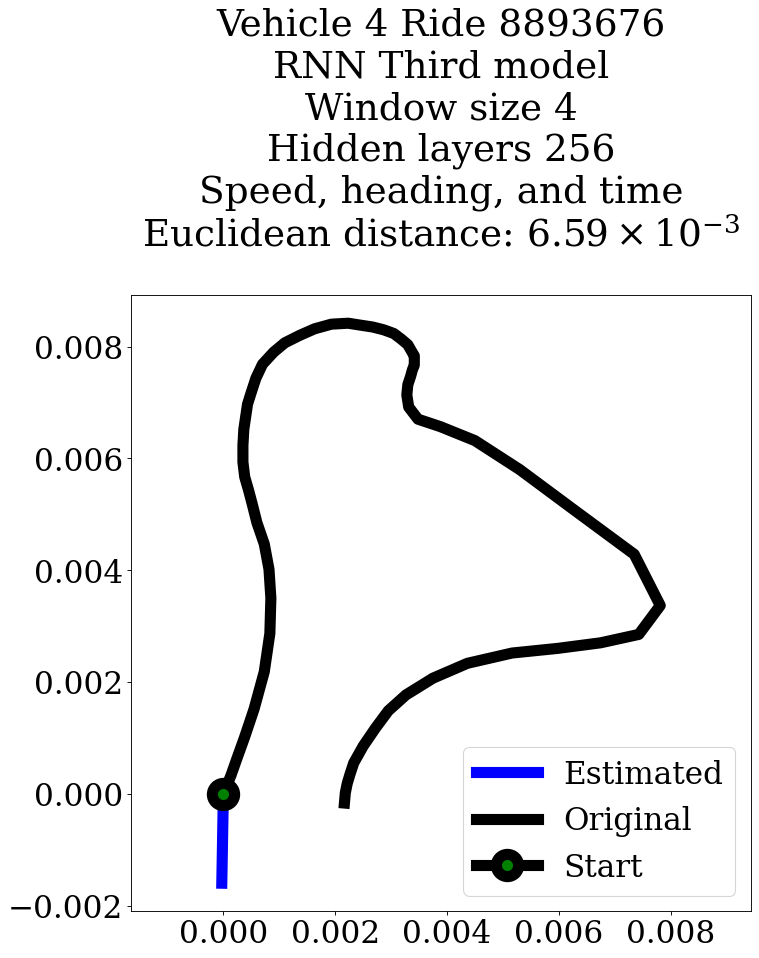 Vehicle 4 Ride 8893676
RNN Third model
Window size 4
Hidden layers 256
Speed, heading, and time
Euclidean distance: 6.59 × 10⁻³
0.008
0.006
0.004
0.002
0.000
−0.002
0.000 0.002 0.004 0.006 0.008
Estimated
Original
Start